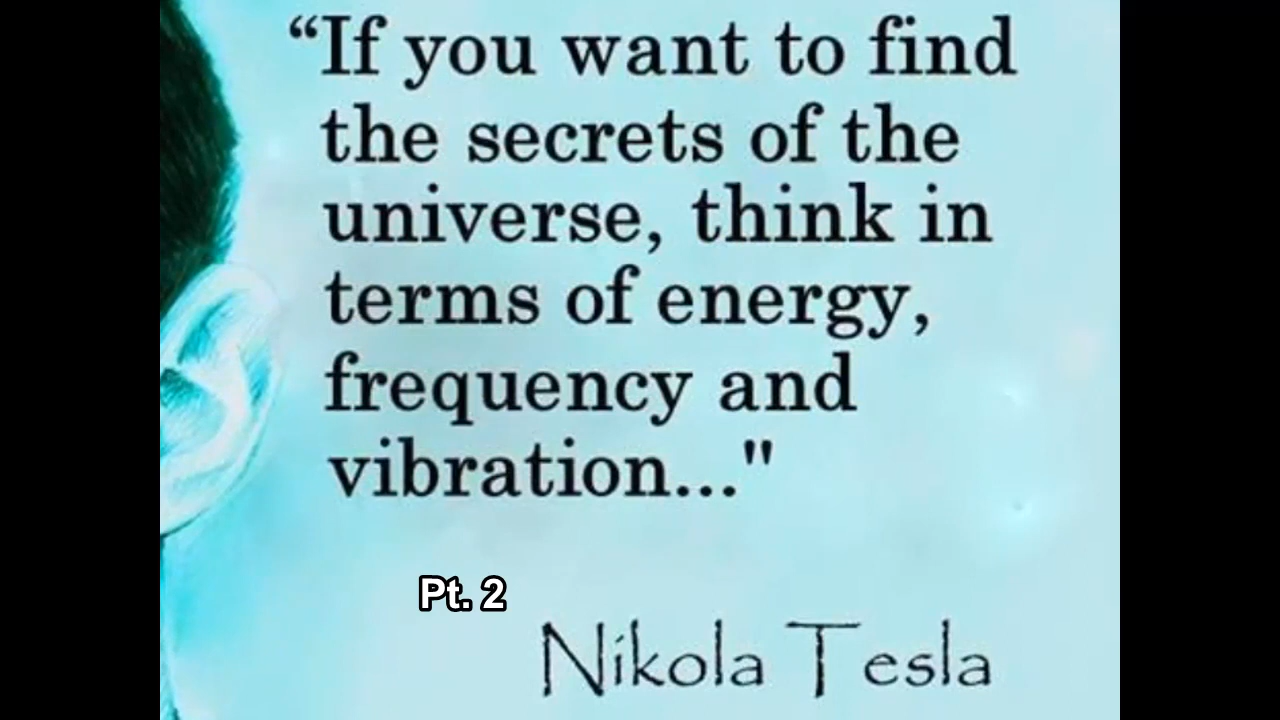 “If you want to find
the secrets of the
universe, think in
terms of energy,
frequency and
vibration..."
Pt. 2
Nikola Tesla